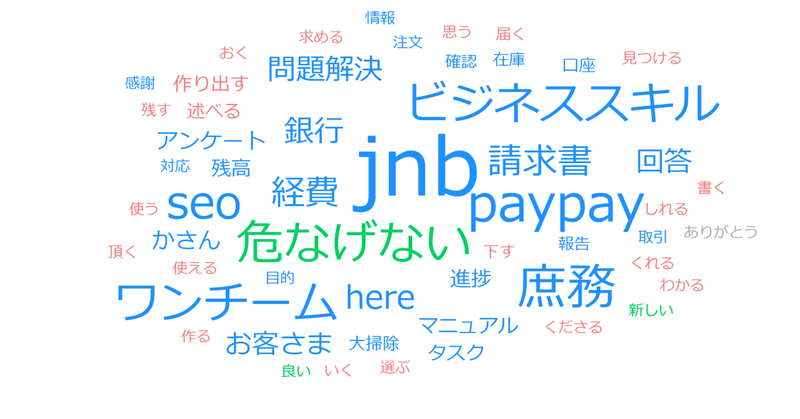 情報
求める
注文
思う
届く
おく
問題解決
確認
在庫
口座
見つける
感謝
作り出す
残す
述べる
ビジネススキル
アンケート
銀行
jnb
請求書
回答
対応
残高
経費
書く
使う
seo
paypay
しれる
かさん
危なげない
報告
取引
ありがとう
頂く
使える
下す
くれる
目的
進捗
庶務
わかる
ワンチーム
here
新しい
作る
お客さま
大掃除
マニュアル
くださる
タスク
良い
いく
選ぶ